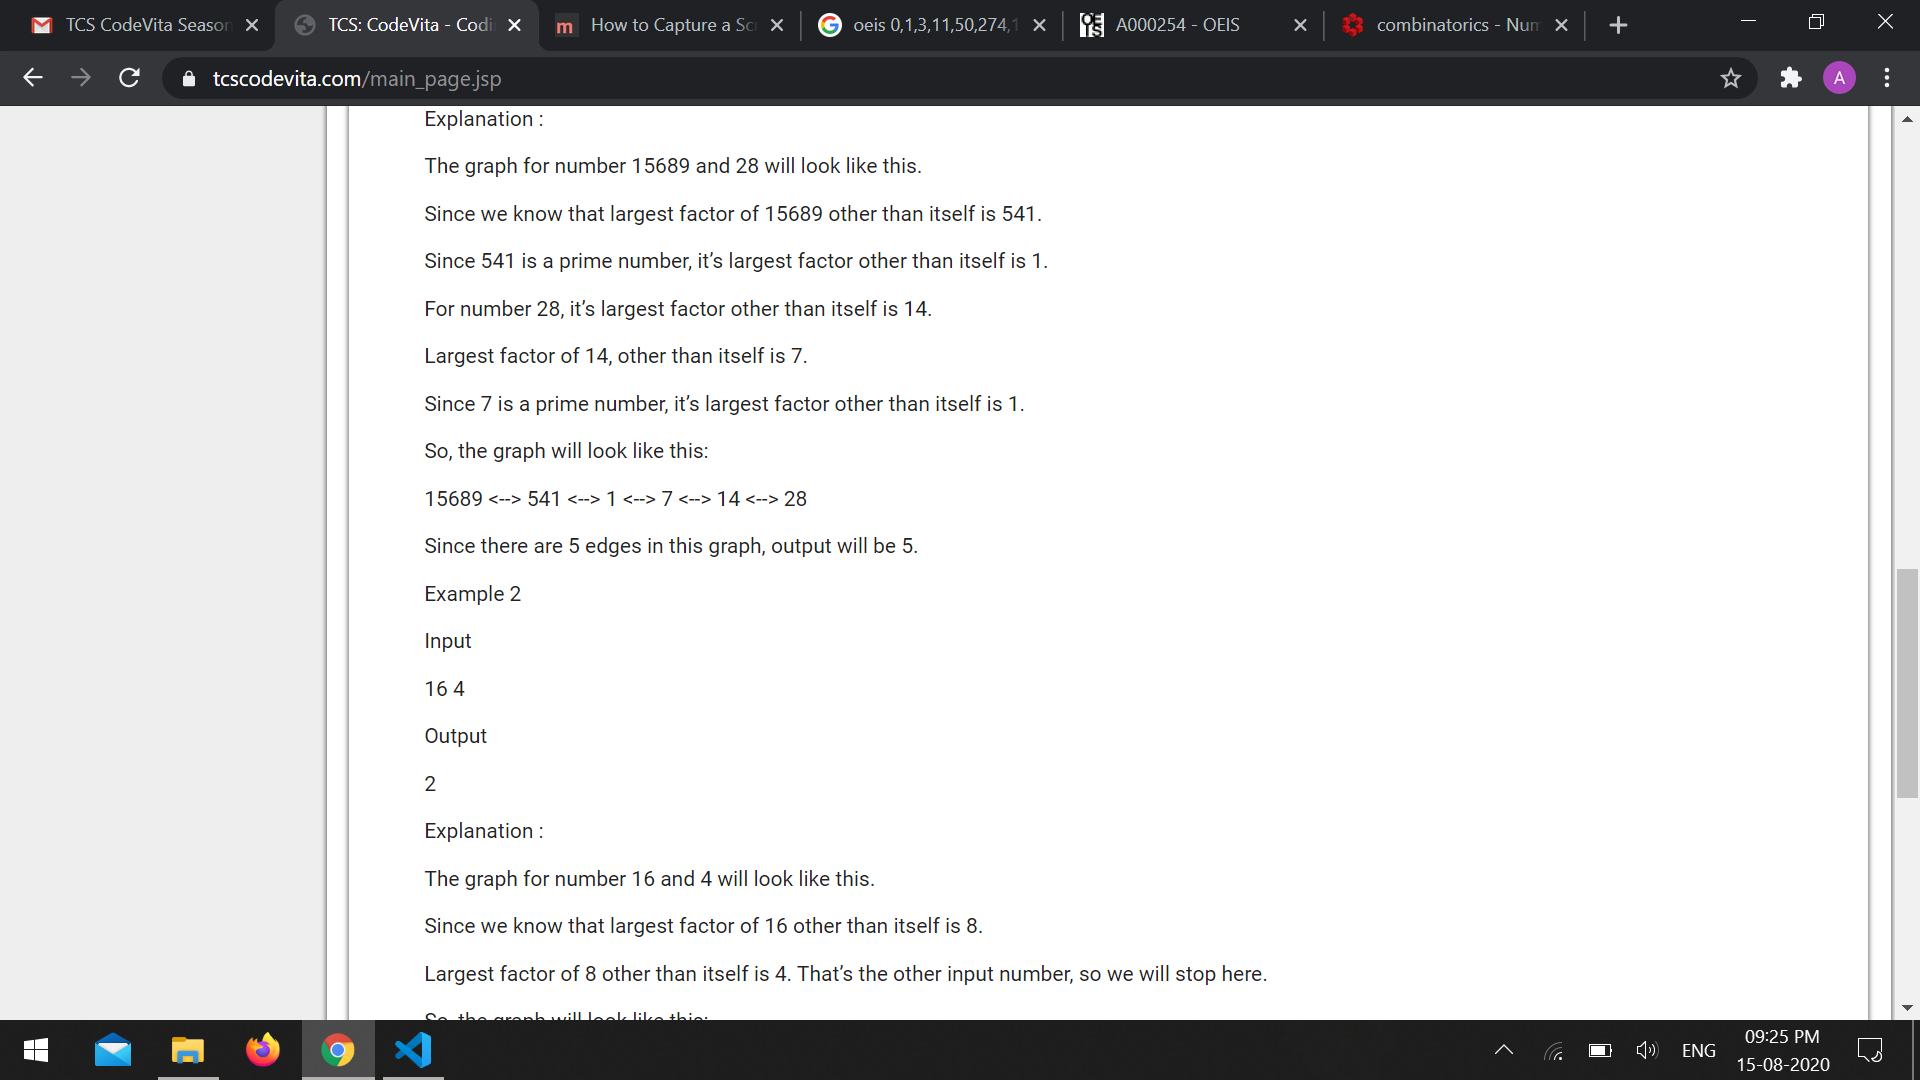 TCS CodeVita Season
TCS: CodeVita - Codi
m How to Capture a Sc
oeis 0,1,3,11,50,274,1
A000254 - OEIS
combinatorics - Num
tcscodevita.com/main_page.jsp
A
Explanation :
The graph for number 15689 and 28 will look like this.
Since we know that largest factor of 15689 other than itself is 541.
Since 541 is a prime number, it’s largest factor other than itself is 1.
For number 28, it’s largest factor other than itself is 14.
Largest factor of 14, other than itself is 7.
Since 7 is a prime number, it’s largest factor other than itself is 1.
So, the graph will look like this:
15689 <--> 541 <--> 1 <--> 7 <--> 14 <--> 28
Since there are 5 edges in this graph, output will be 5.
Example 2
Input
16 4
Output
2
Explanation :
The graph for number 16 and 4 will look like this.
Since we know that largest factor of 16 other than itself is 8.
Largest factor of 8 other than itself is 4. That’s the other input number, so we will stop here.
So, the graph will look like this:
ENG
09:25 PM
15-08-2020